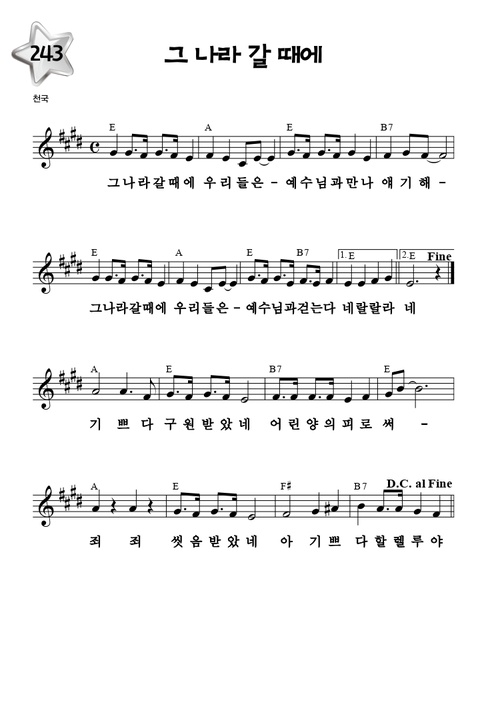 243
그 나라 갈 때에
천국
E A E B7
그나라갈때에 우리들은 - 예수님과만나 얘기해 -
E A E B7 1. E 2. E Fine
그나라갈때에 우리들은 - 예수님과걷는다 네랄랄라 네
A E B7 E
기 쁘 다 구원받았네 어린양의피로써 -
A E F# B7 D.C. al Fine
죄 죄 씻음받았네 아 기쁘 다할렐루야